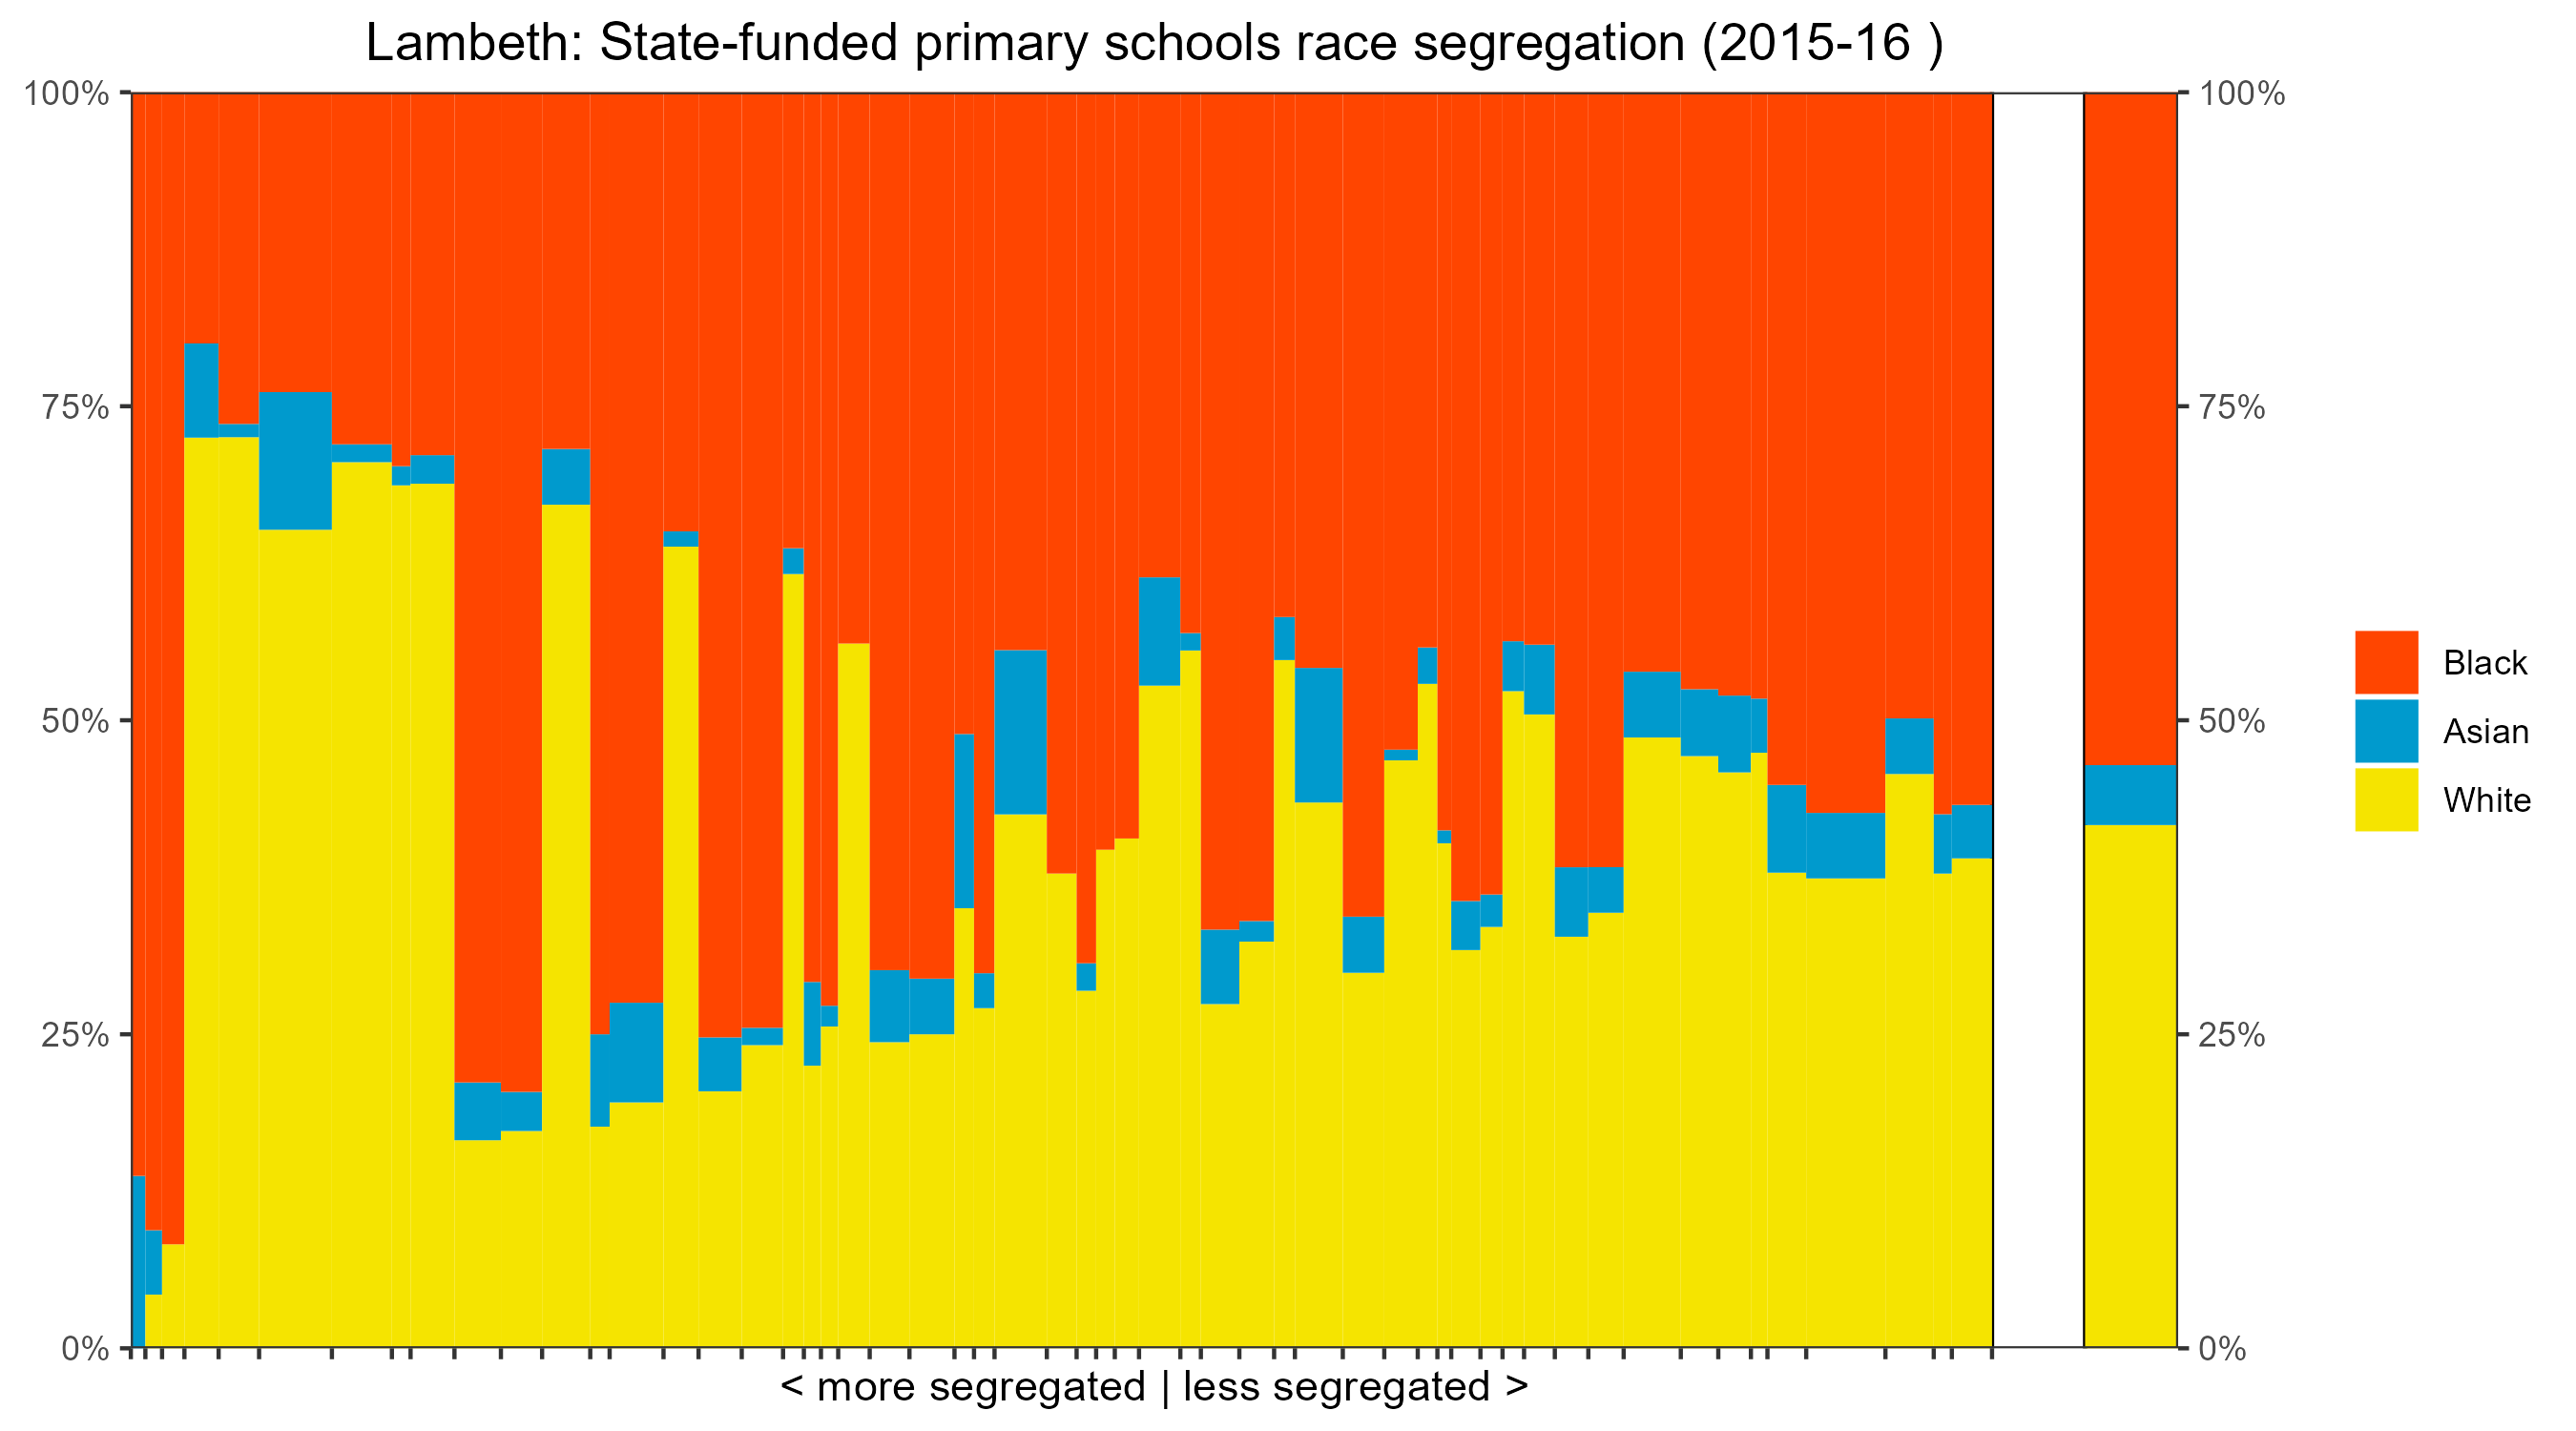 Lambeth: State-funded primary schools race segregation (2015-16 )
100%
75%
50%
25%
0%
100%
75%
50%
25%
0%
Black
Asian
White
< more segregated | less segregated >